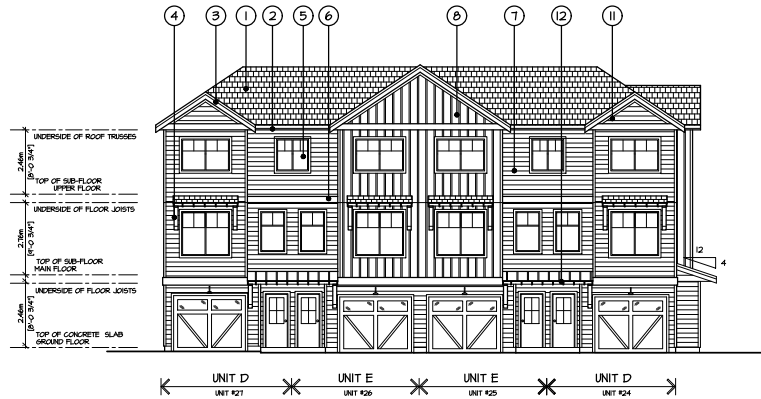 4 3 1 2 5 6 8 7 12 11
UNDERSIDE OF ROOF TRUSSES
2.46m
[8'-0 3/4"]
TOP OF SUB-FLOOR
UPPER FLOOR
UNDERSIDE OF FLOOR JOISTS
2.76m
[9'-0 3/4"]
TOP OF SUB-FLOOR
MAIN FLOOR
12
4
UNDERSIDE OF FLOOR JOISTS
2.46m
[8'-0 3/4"]
TOP OF CONCRETE SLAB
GROUND FLOOR
UNIT D UNIT E UNIT E UNIT D
UNIT #27 UNIT #26 UNIT #25 UNIT #24